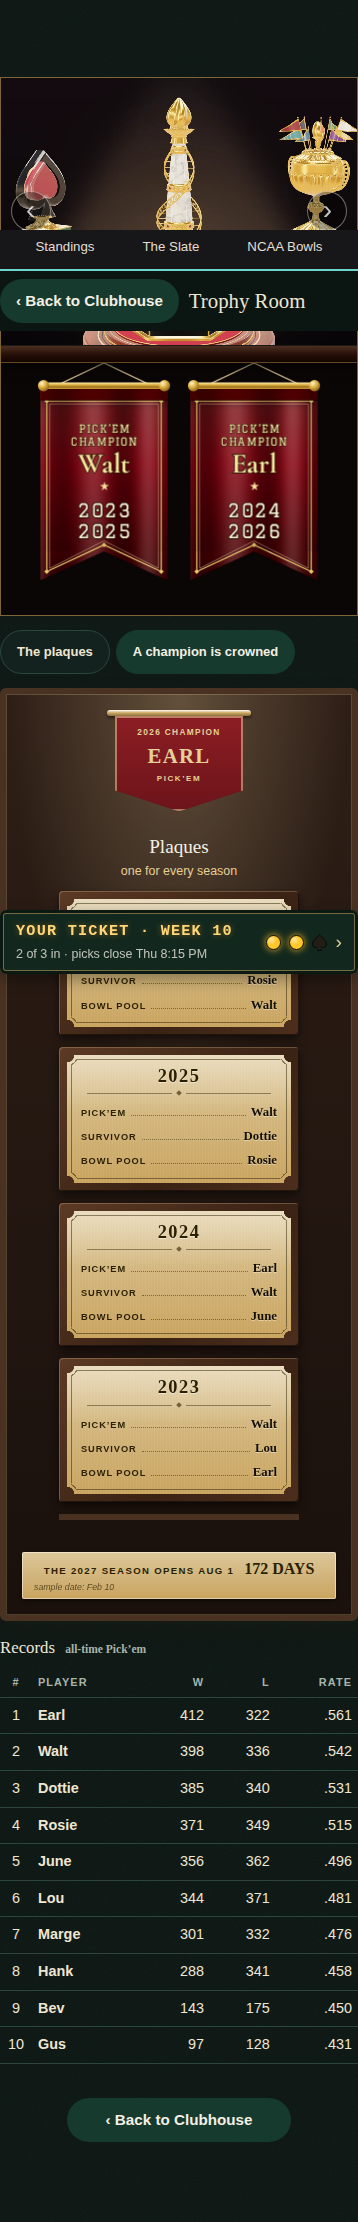 Standings The Slate NCAA Bowls
‹ Back to Clubhouse Trophy Room
PICK'EM
CHAMPION
Walt
2023
2025
PICK'EM
CHAMPION
Earl
2024
2026
The plaques A champion is crowned
2026 CHAMPION
EARL
PICK'EM
Plaques
one for every season
YOUR TICKET · WEEK 10
2 of 3 in · picks close Thu 8:15 PM ›
SURVIVOR Rosie
BOWL POOL Walt
2025
PICK'EM Walt
SURVIVOR Dottie
BOWL POOL Rosie
2024
PICK'EM Earl
SURVIVOR Walt
BOWL POOL June
2023
PICK'EM Walt
SURVIVOR Lou
BOWL POOL Earl
THE 2027 SEASON OPENS AUG 1 172 DAYS
sample date: Feb 10
Records all-time Pick'em
# PLAYER W L RATE
1 Earl 412 322 .561
2 Walt 398 336 .542
3 Dottie 385 340 .531
4 Rosie 371 349 .515
5 June 356 362 .496
6 Lou 344 371 .481
7 Marge 301 332 .476
8 Hank 288 341 .458
9 Bev 143 175 .450
10 Gus 97 128 .431
‹ Back to Clubhouse